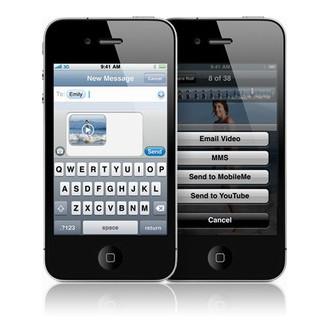 3G 9:41 AM
New Message Cancel
To: Emily
Send
Q W E R T Y U I O P
A S D F G H J K L
Z X C V B N M
.?123 space return
9:41 AM
8 of 38
Email Video
MMS
Send to MobileMe
Send to YouTube
Cancel